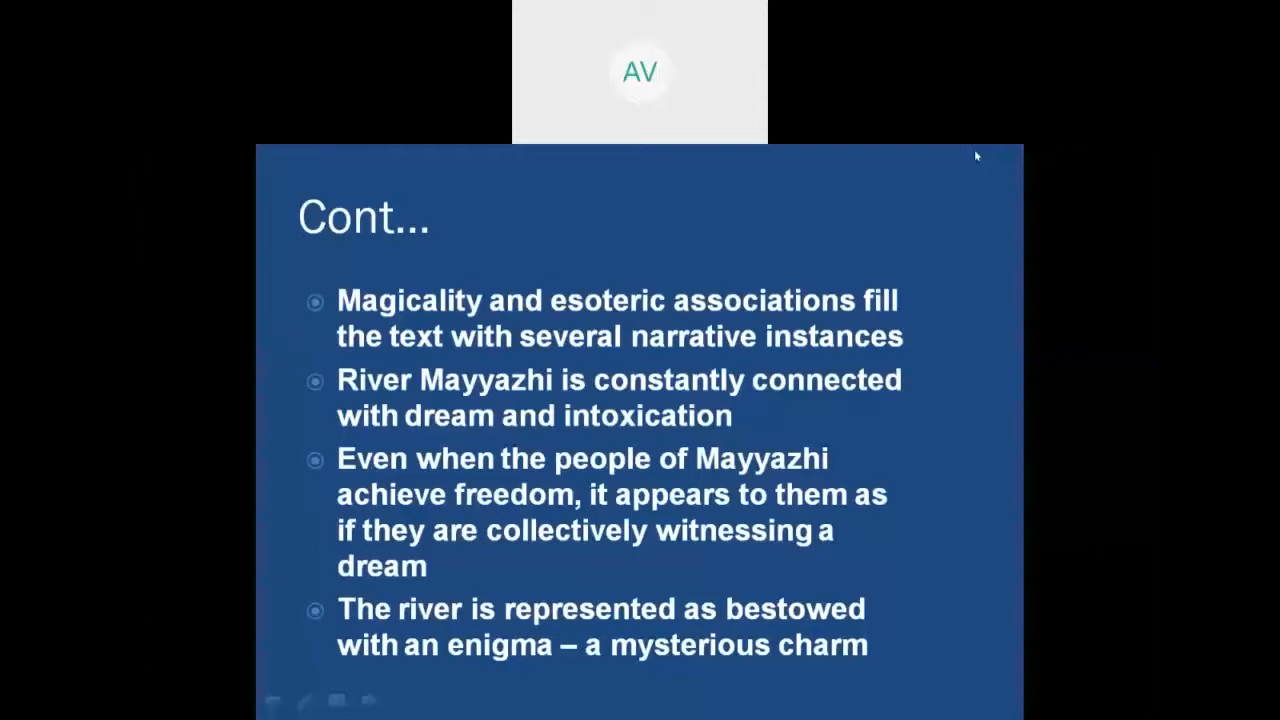 AV
Cont...
Magicality and esoteric associations fill
the text with several narrative instances
River Mayyazhi is constantly connected
with dream and intoxication
Even when the people of Mayyazhi
achieve freedom, it appears to them as
if they are collectively witnessing a
dream
The river is represented as bestowed
with an enigma – a mysterious charm